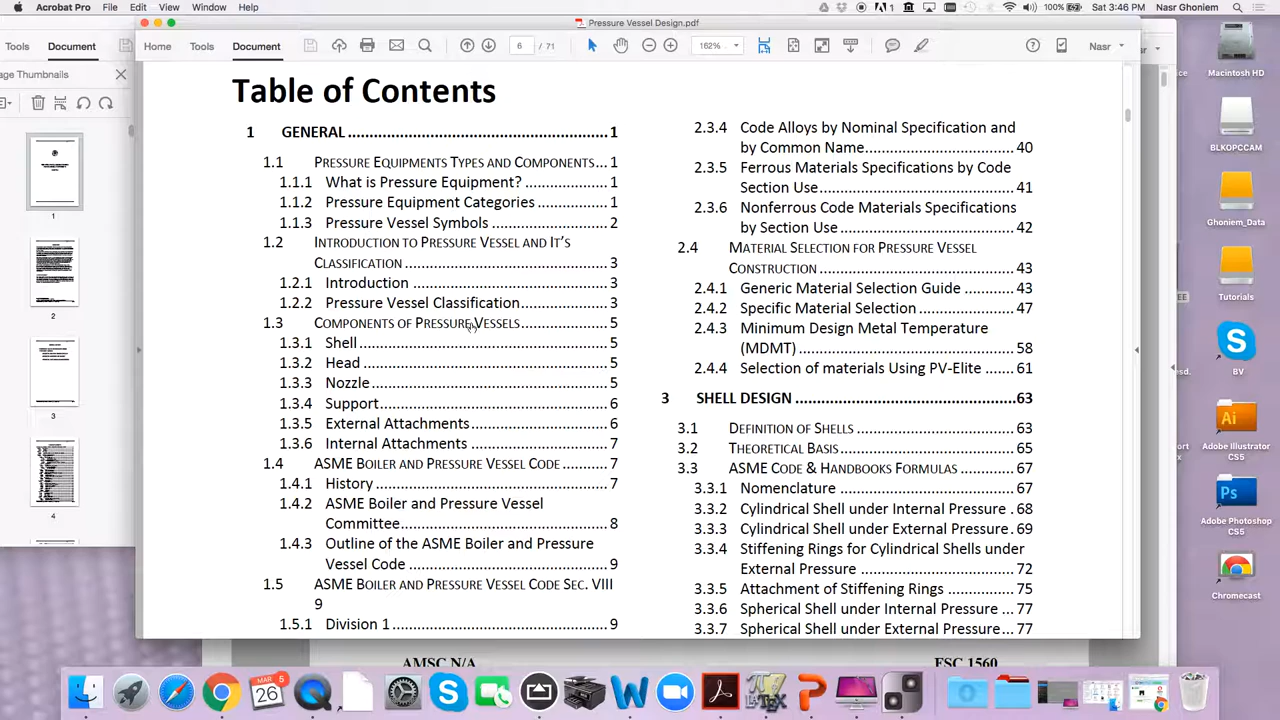 Acrobat Pro File Edit View Window Help
100% Sat 3:46 PM Nasr Ghoniem
Pressure Vessel Design.pdf
Tools Document
Home Tools Document 6 / 71 162% Nasr
age Thumbnails
1
2
3
4
Table of Contents
1 GENERAL 1
1.1 PRESSURE EQUIPMENTS TYPES AND COMPONENTS... 1
1.1.1 What is Pressure Equipment? 1
1.1.2 Pressure Equipment Categories 1
1.1.3 Pressure Vessel Symbols 2
1.2 INTRODUCTION TO PRESSURE VESSEL AND IT'S
CLASSIFICATION 3
1.2.1 Introduction 3
1.2.2 Pressure Vessel Classification 3
1.3 COMPONENTS OF PRESSURE VESSELS 5
1.3.1 Shell 5
1.3.2 Head 5
1.3.3 Nozzle 5
1.3.4 Support 6
1.3.5 External Attachments 6
1.3.6 Internal Attachments 7
1.4 ASME BOILER AND PRESSURE VESSEL CODE 7
1.4.1 History 7
1.4.2 ASME Boiler and Pressure Vessel
Committee 8
1.4.3 Outline of the ASME Boiler and Pressure
Vessel Code 9
1.5 ASME BOILER AND PRESSURE VESSEL CODE SEC. VIII
9
1.5.1 Division 1 9
2.3.4 Code Alloys by Nominal Specification and
by Common Name 40
2.3.5 Ferrous Materials Specifications by Code
Section Use 41
2.3.6 Nonferrous Code Materials Specifications
by Section Use 42
2.4 MATERIAL SELECTION FOR PRESSURE VESSEL
CONSTRUCTION 43
2.4.1 Generic Material Selection Guide 43
2.4.2 Specific Material Selection 47
2.4.3 Minimum Design Metal Temperature
(MDMT) 58
2.4.4 Selection of materials Using PV-Elite 61
3 SHELL DESIGN 63
3.1 DEFINITION OF SHELLS 63
3.2 THEORETICAL BASIS 65
3.3 ASME CODE & HANDBOOKS FORMULAS 67
3.3.1 Nomenclature 67
3.3.2 Cylindrical Shell under Internal Pressure . 68
3.3.3 Cylindrical Shell under External Pressure. 69
3.3.4 Stiffening Rings for Cylindrical Shells under
External Pressure 72
3.3.5 Attachment of Stiffening Rings 75
3.3.6 Spherical Shell under Internal Pressure ... 77
3.3.7 Spherical Shell under External Pressure... 77
AMSC N/A FSC 1560
Macintosh HD
BLKOPCCAM
Ghoniem_Data
Tutorials
BV
Adobe Illustrator
CS5
Adobe Photoshop
CS5
Chromecast
MAR
5
26